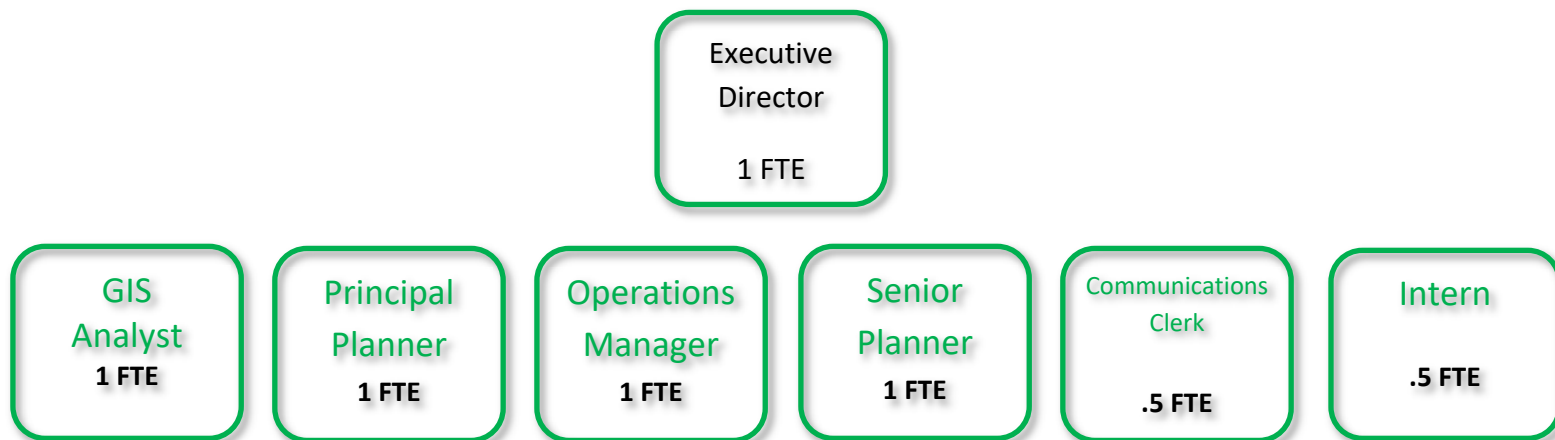 Executive
Director
1 FTE
GIS
Analyst
1 FTE
Principal
Planner
1 FTE
Operations
Manager
1 FTE
Senior
Planner
1 FTE
Communications
Clerk
.5 FTE
Intern
.5 FTE